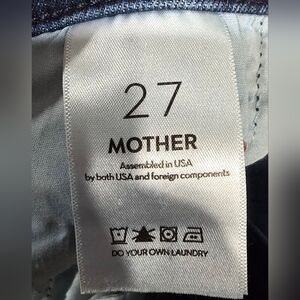 27
MOTHER
Assembled in USA
by both USA and foreign components
DO YOUR OWN LAUNDRY